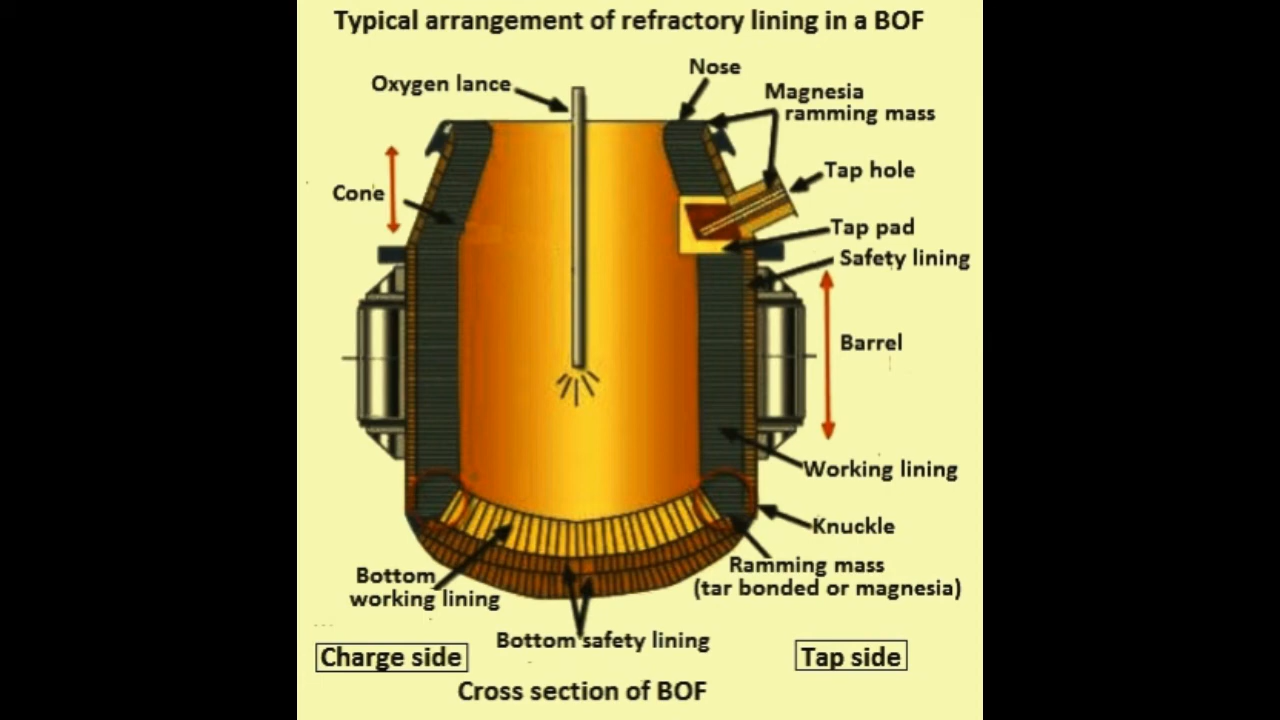 Typical arrangement of refractory lining in a BOF
Nose
Oxygen lance
Magnesia
ramming mass
Tap hole
Cone
Tap pad
Safety lining
Barrel
Working lining
Knuckle
Ramming mass
(tar bonded or magnesia)
Bottom
working lining
Bottom safety lining
Charge side
Tap side
Cross section of BOF